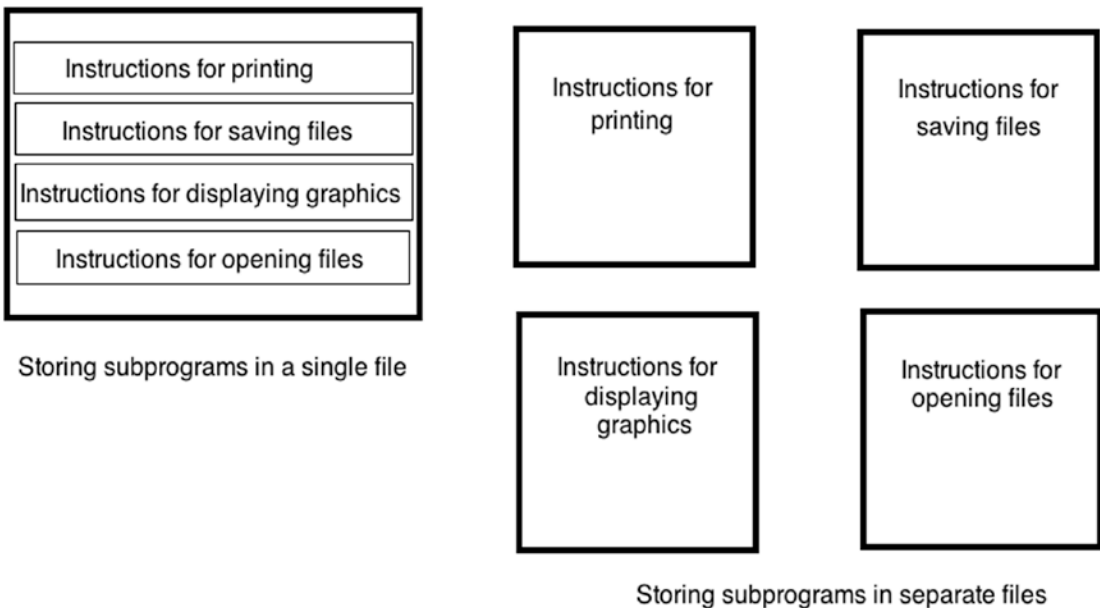 Instructions for printing
Instructions for saving files
Instructions for displaying graphics
Instructions for opening files
Storing subprograms in a single file
Instructions for
printing
Instructions for
saving files
Instructions for
displaying
graphics
Instructions for
opening files
Storing subprograms in separate files